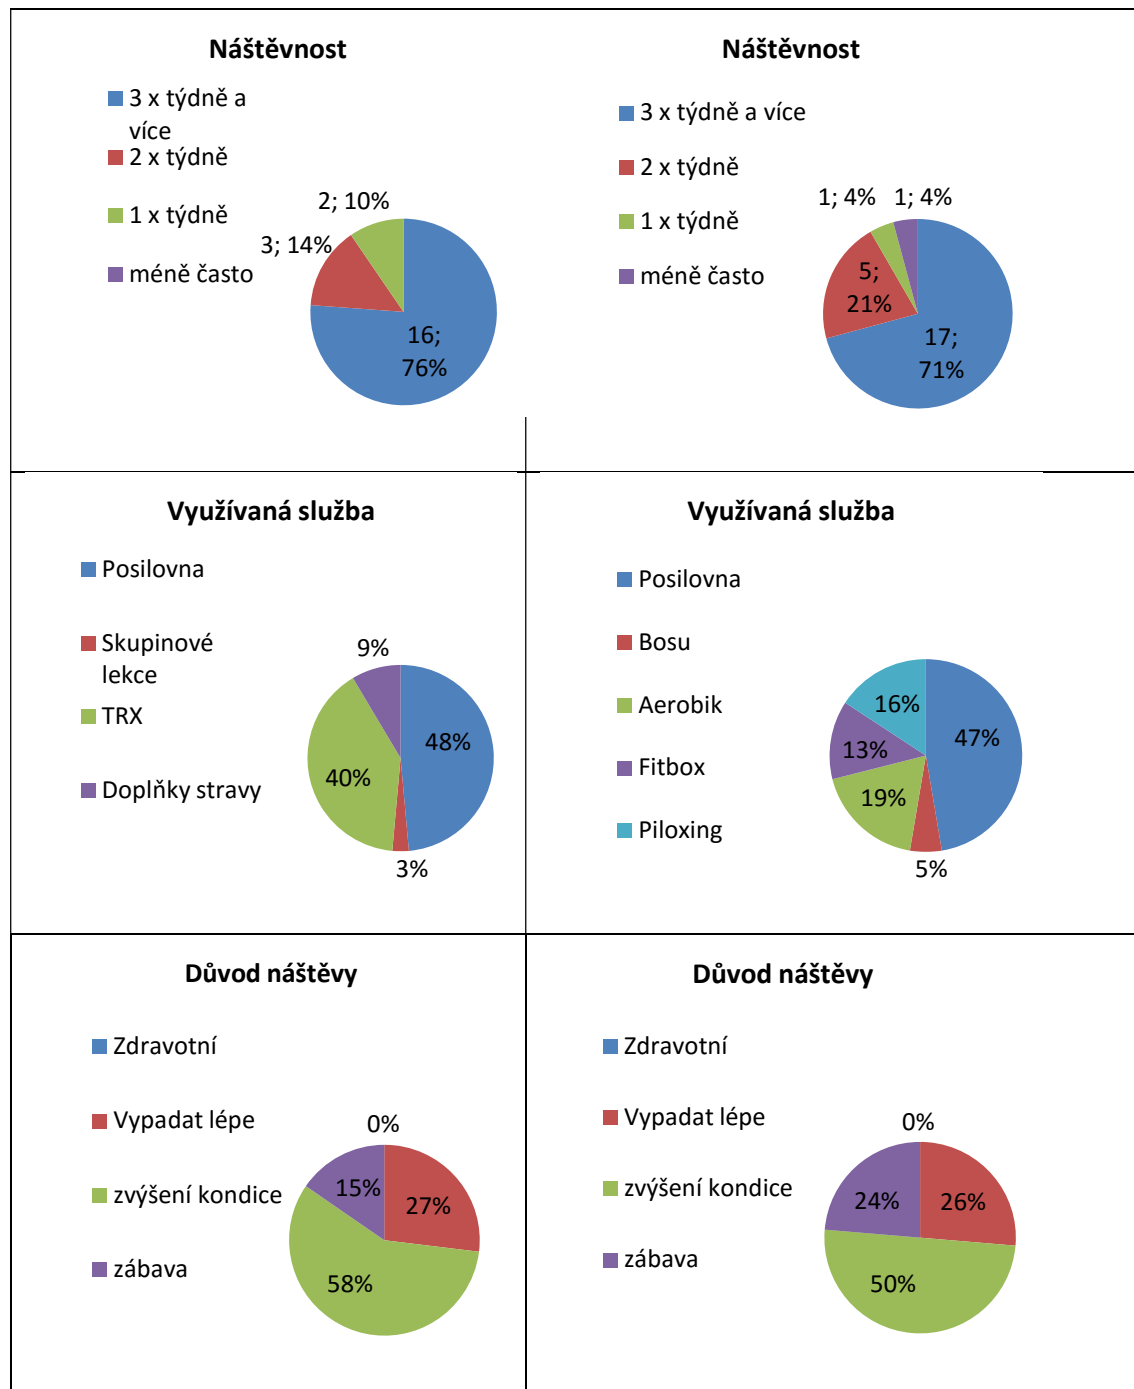 Náštěvnost
3 x týdně a
více
2 x týdně
1 x týdně
méně často
2; 10%
3; 14%
16;
76%
Náštěvnost
3 x týdně a více
2 x týdně
1 x týdně
méně často
1; 4%
1; 4%
5;
21%
17;
71%
Využívaná služba
Posilovna
Skupinové
lekce
TRX
Doplňky stravy
9%
48%
40%
3%
Využívaná služba
Posilovna
Bosu
Aerobik
Fitbox
Piloxing
16%
47%
13%
19%
5%
Důvod náštěvy
Zdravotní
Vypadat lépe
zvýšení kondice
zábava
0%
15%
27%
58%
Důvod náštěvy
Zdravotní
Vypadat lépe
zvýšení kondice
zábava
0%
24%
26%
50%